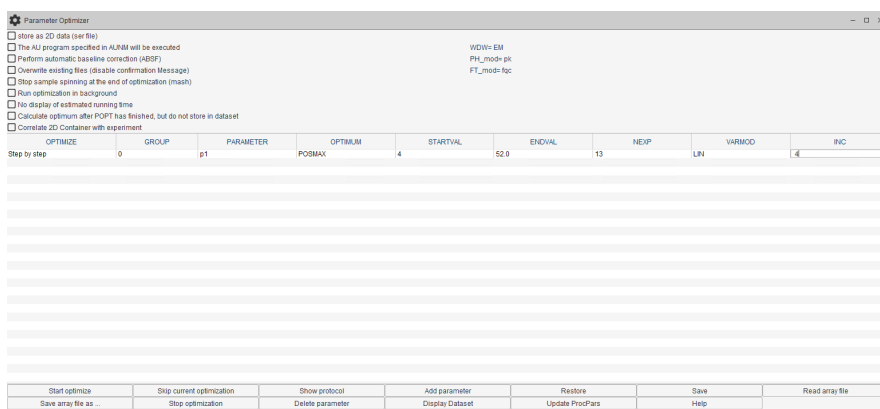 Parameter Optimizer
store as 2D data (ser file)
The AU program specified in AUNM will be executed
WDW= EM
Perform automatic baseline correction (ABSF)
PH_mod= pk
Overwrite existing files (disable confirmation Message)
FT_mod= fqc
Stop sample spinning at the end of optimization (mash)
Run optimization in background
No display of estimated running time
Calculate optimum after POPT has finished, but do not store in dataset
Correlate 2D Container with experiment
OPTIMIZE GROUP PARAMETER OPTIMUM STARTVAL ENDVAL NEXP VARMOD INC
Step by step 0 p1 POSMAX 4 52.0 13 LIN 4
Start optimize Skip current optimization Show protocol Add parameter Restore Save Read array file
Save array file as ... Stop optimization Delete parameter Display Dataset Update ProcPars Help